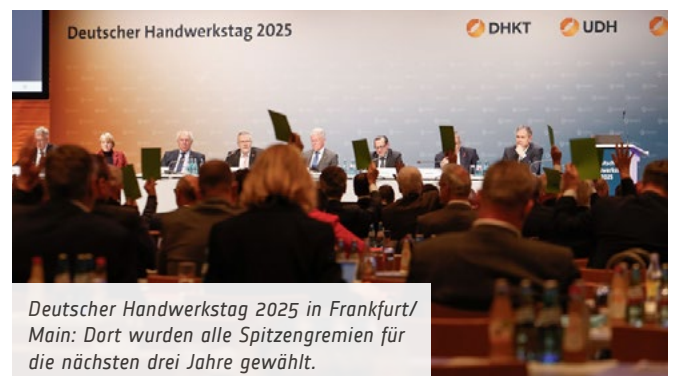 Deutscher Handwerkstag 2025
DHKT
UDH
2025
Deutscher Handwerkstag 2025 in Frankfurt/
Main: Dort wurden alle Spitzengremien für
die nächsten drei Jahre gewählt.